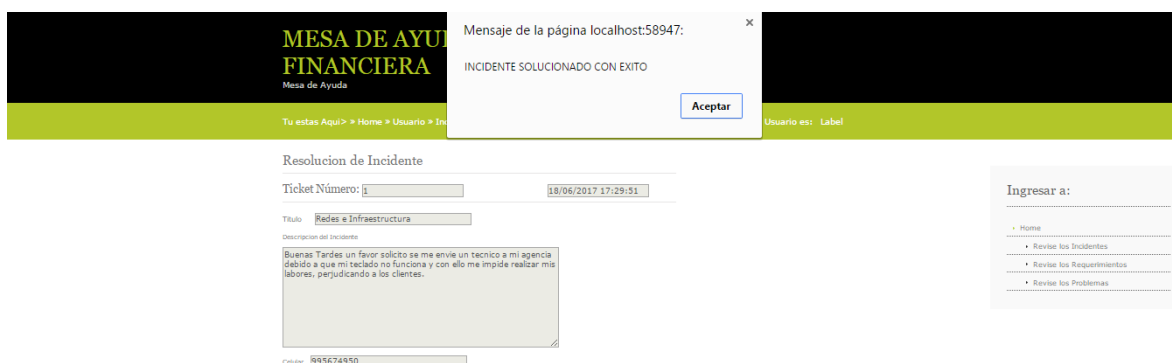 MESA DE AYU
FINANCIERA
Mesa de Ayuda
Mensaje de la página localhost:58947:
×
INCIDENTE SOLUCIONADO CON EXITO
Aceptar
Tu estas Aqui> » Home » Usuario » In
Usuario es: Label
Resolucion de Incidente
Ticket Número: 1 18/06/2017 17:29:51
Titulo Redes e Infraestructura
Descripcion del Incidente
Buenas Tardes un favor solicito se me envie un tecnico a mi agencia
debido a que mi teclado no funciona y con ello me impide realizar mis
labores, perjudicando a los clientes.
Celular 995674950
Ingresar a:
Home
Revise los Incidentes
Revise los Requerimientos
Revise los Problemas